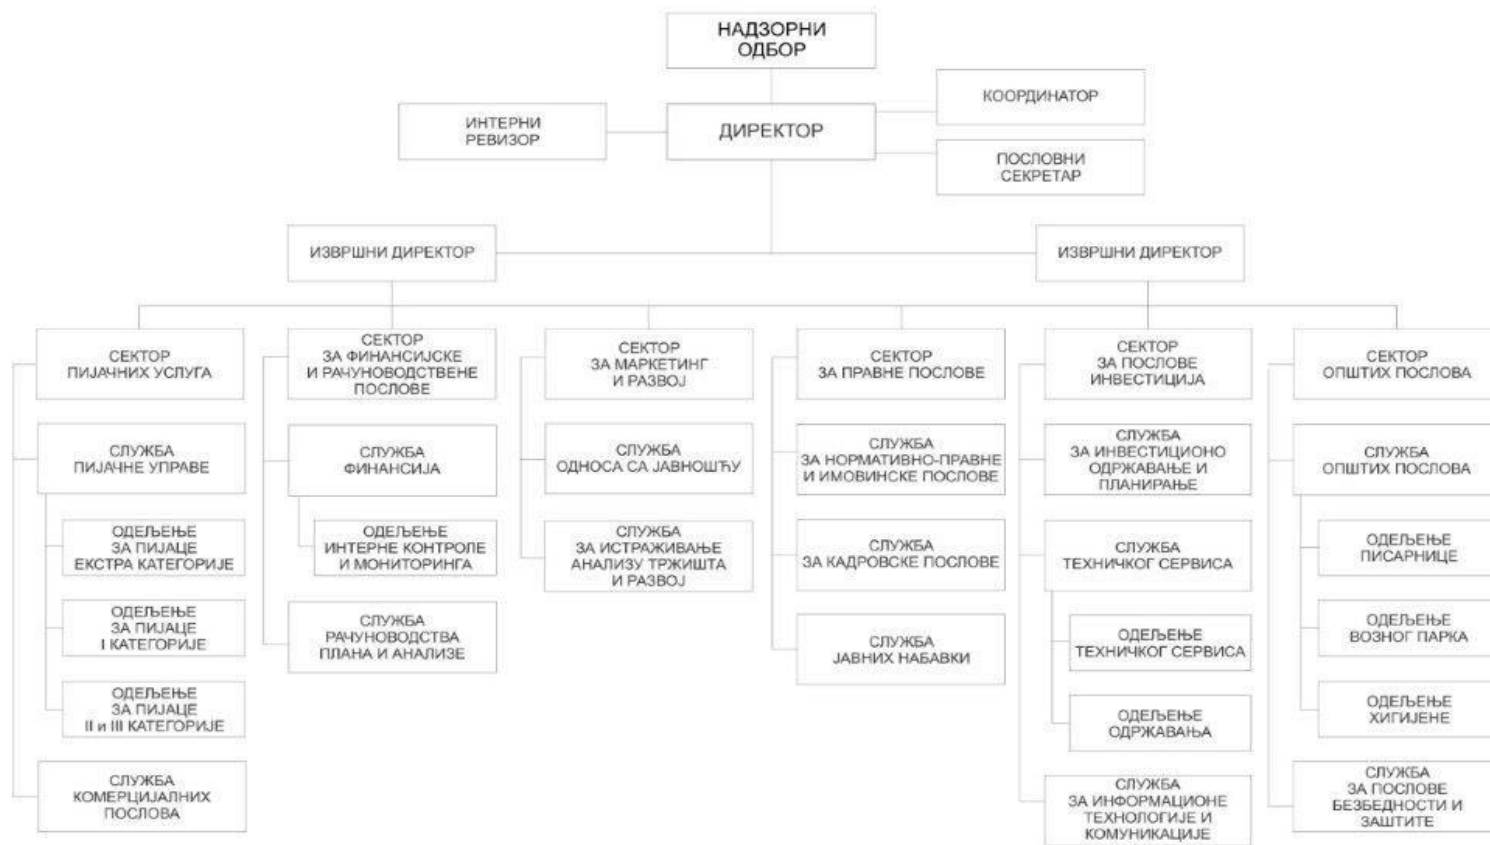 НАДЗОРНИ
ОДБОР
КООРДИНАТОР
ИНТЕРНИ
РЕВИЗОР
ДИРЕКТОР
ПОСЛОВНИ
СЕКРЕТАР
ИЗВРШНИ ДИРЕКТОР
ИЗВРШНИ ДИРЕКТОР
СЕКТОР
ПИЈАЧНИХ УСЛУГА
СЛУЖБА
ПИЈАЧНЕ УПРАВЕ
ОДЕЉЕЊЕ
ЗА ПИЈАЦЕ
ЕКСТРА КАТЕГОРИЈЕ
ОДЕЉЕЊЕ
ЗА ПИЈАЦЕ
I КАТЕГОРИЈЕ
ОДЕЉЕЊЕ
ЗА ПИЈАЦЕ
II и III КАТЕГОРИЈЕ
СЛУЖБА
КОМЕРЦИЈАЛНИХ
ПОСЛОВА
СЕКТОР
ЗА ФИНАНСИЈСКЕ
И РАЧУНОВОДСТВЕНЕ
ПОСЛОВЕ
СЛУЖБА
ФИНАНСИЈА
ОДЕЉЕЊЕ
ИНТЕРНЕ КОНТРОЛЕ
И МОНИТОРИНГА
СЛУЖБА
РАЧУНОВОДСТВА
ПЛАНА И АНАЛИЗЕ
СЕКТОР
ЗА МАРКЕТИНГ
И РАЗВОЈ
СЛУЖБА
ОДНОСА СА ЈАВНОШЋУ
СЛУЖБА
ЗА ИСТРАЖИВАЊЕ
АНАЛИЗУ ТРЖИШТА
И РАЗВОЈ
СЕКТОР
ЗА ПРАВНЕ ПОСЛОВЕ
СЛУЖБА
ЗА НОРМАТИВНО-ПРАВНЕ
И ИМОВИНСКЕ ПОСЛОВЕ
СЛУЖБА
ЗА КАДРОВСКЕ ПОСЛОВЕ
СЛУЖБА
ЈАВНИХ НАБАВКИ
СЕКТОР
ЗА ПОСЛОВЕ
ИНВЕСТИЦИЈА
СЛУЖБА
ЗА ИНВЕСТИЦИОНО
ОДРЖАВАЊЕ И
ПЛАНИРАЊЕ
СЛУЖБА
ТЕХНИЧКОГ СЕРВИСА
ОДЕЉЕЊЕ
ТЕХНИЧКОГ СЕРВИСА
ОДЕЉЕЊЕ
ОДРЖАВАЊА
СЛУЖБА
ЗА ИНФОРМАЦИОНЕ
ТЕХНОЛОГИЈЕ И
КОМУНИКАЦИЈЕ
СЕКТОР
ОПШТИХ ПОСЛОВА
СЛУЖБА
ОПШТИХ ПОСЛОВА
ОДЕЉЕЊЕ
ПИСАРНИЦЕ
ОДЕЉЕЊЕ
ВОЗНОГ ПАРКА
ОДЕЉЕЊЕ
ХИГИЈЕНЕ
СЛУЖБА
ЗА ПОСЛОВЕ
БЕЗБЕДНОСТИ И
ЗАШТИТЕ